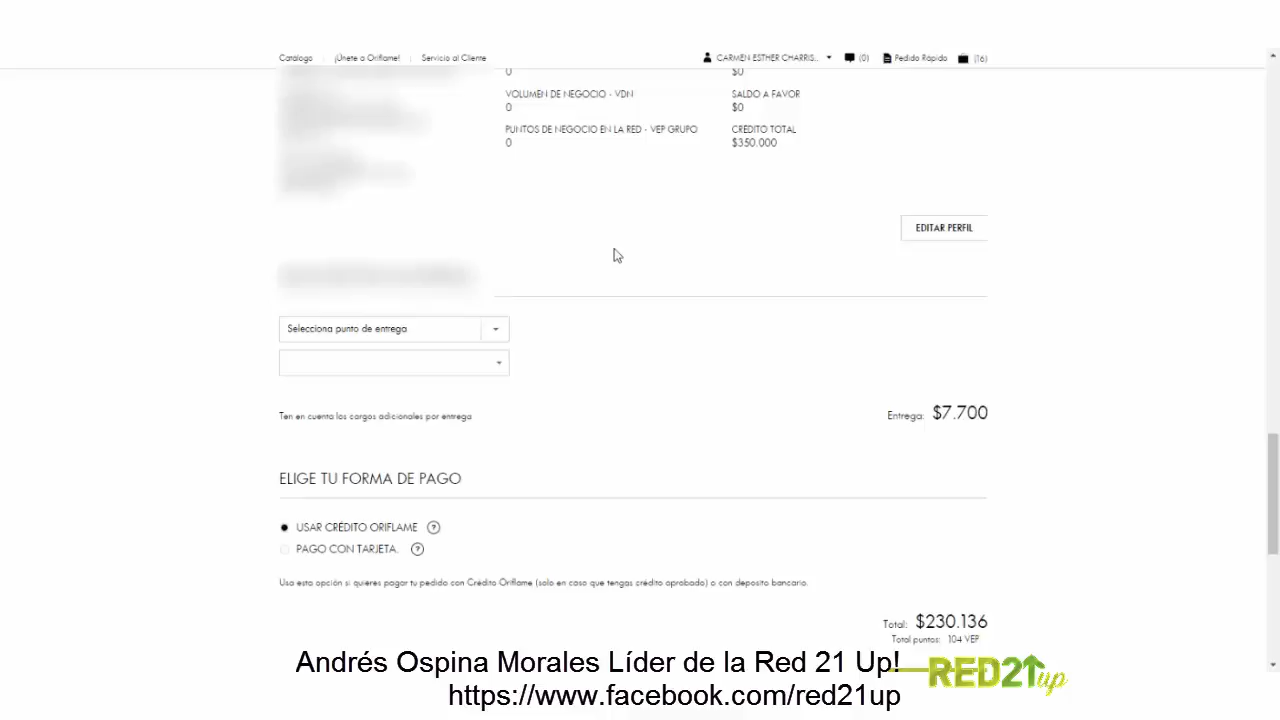 Catálogo | ¡Únete a Oriflame! | Servicio al Cliente CARMEN ESTHER CHARRIS... (0) Pedido Rápido (16)
0 $0
VOLUMEN DE NEGOCIO - VDN SALDO A FAVOR
0 $0
PUNTOS DE NEGOCIO EN LA RED - VEP GRUPO CRÉDITO TOTAL
0 $350.000
EDITAR PERFIL
Selecciona punto de entrega
Ten en cuenta los cargos adicionales por entrega Entrega: $7.700
ELIGE TU FORMA DE PAGO
USAR CRÉDITO ORIFLAME ?
PAGO CON TARJETA. ?
Usa esta opción si quieres pagar tu pedido con Crédito Oriflame (solo en caso que tengas crédito aprobado) o con deposito bancario.
Total: $230.136
Total puntos: 104 VEP
Andrés Ospina Morales Líder de la Red 21 Up!
RED21up
https://www.facebook.com/red21up